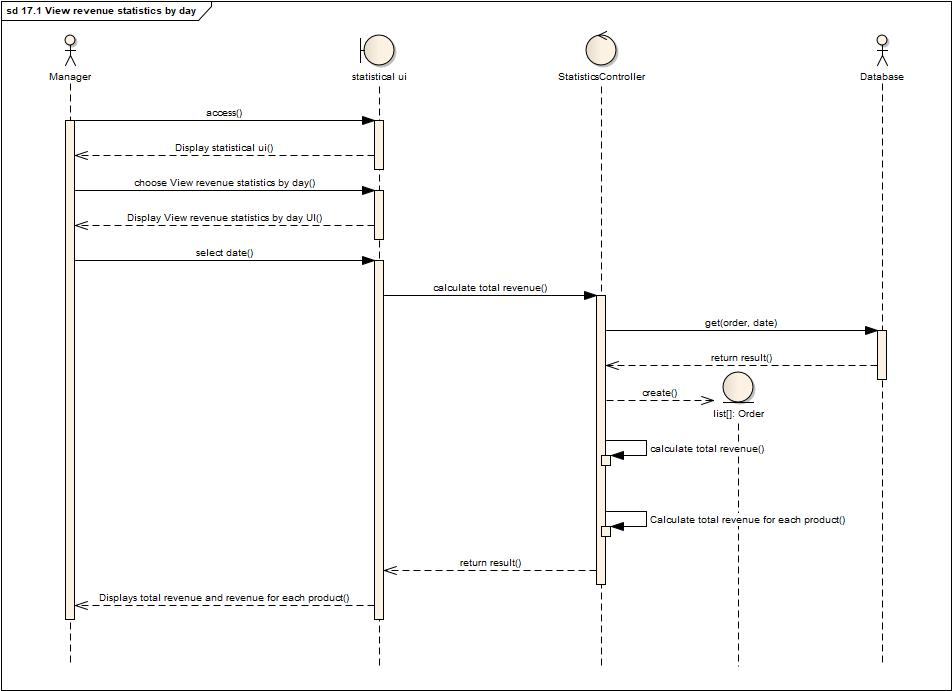 sd 17.1 View revenue statistics by day
Manager
statistical ui
StatisticsController
Database
access()
Display statistical ui()
choose View revenue statistics by day()
Display View revenue statistics by day UI()
select date()
calculate total revenue()
get(order, date)
return result()
create()
list[]: Order
calculate total revenue()
Calculate total revenue for each product()
return result()
Displays total revenue and revenue for each product()